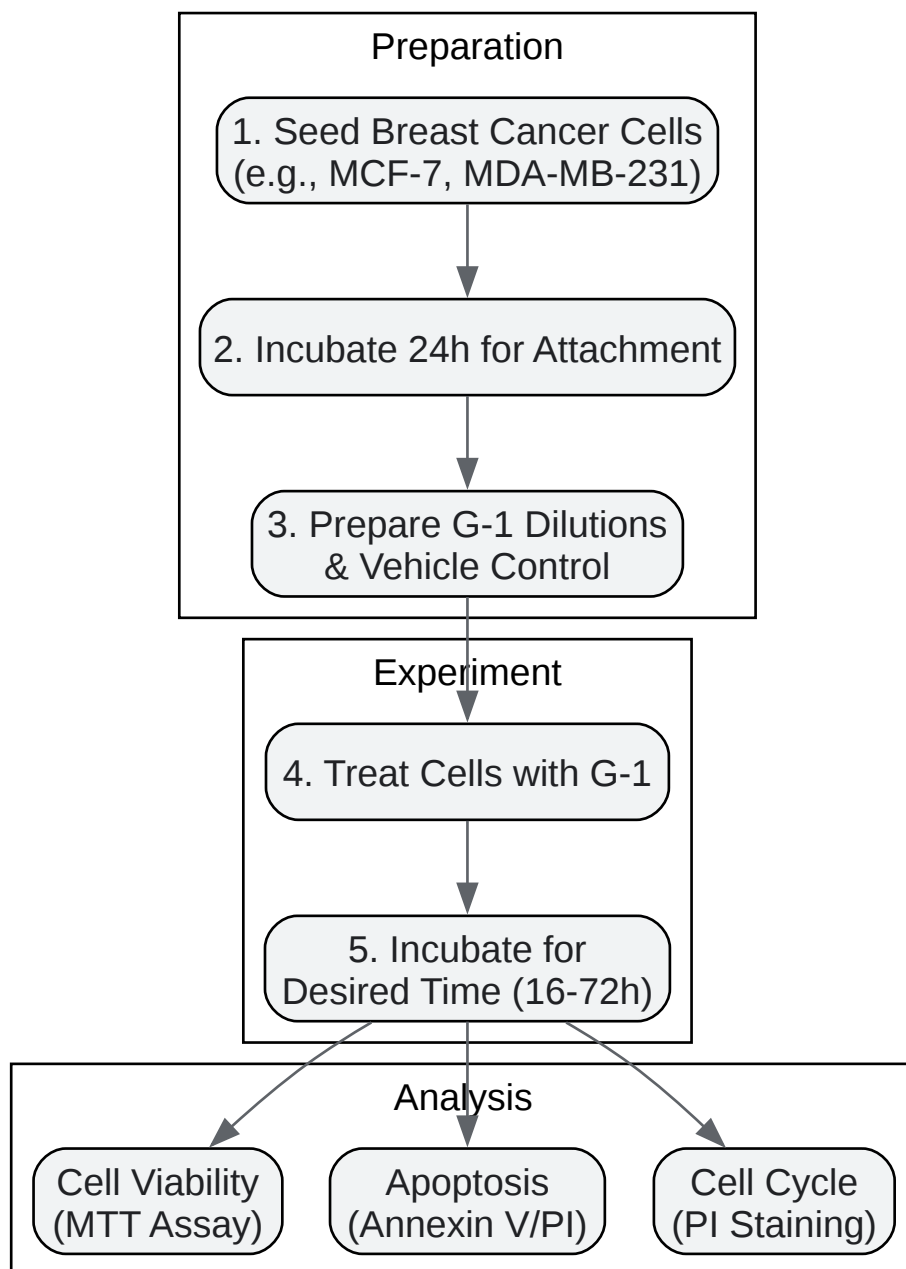 Preparation
1. Seed Breast Cancer Cells
(e.g., MCF-7, MDA-MB-231)
2. Incubate 24h for Attachment
3. Prepare G-1 Dilutions
& Vehicle Control
Experiment
4. Treat Cells with G-1
5. Incubate for
Desired Time (16-72h)
Analysis
Cell Viability
(MTT Assay)
Apoptosis
(Annexin V/PI)
Cell Cycle
(PI Staining)